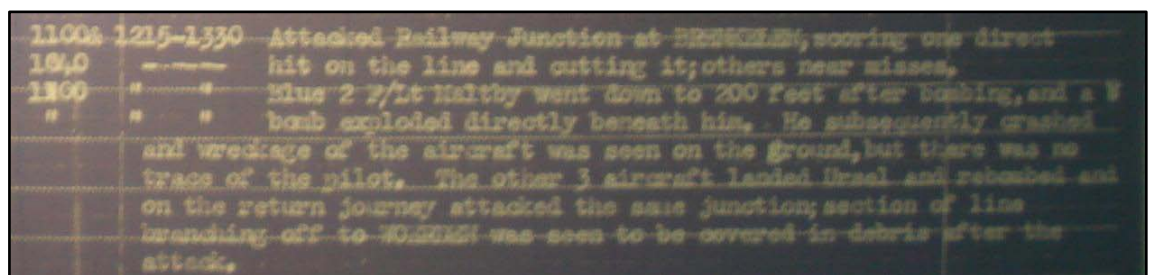 1100& 1215-1330 Attacked Railway Junction at scoring one direct
1040 hit on the line and cutting it; others near misses.
1100 " " Blue 2 F/Lt Maltby went down to 200 feet after bombing, and a
" " " bomb exploded directly beneath him. He subsequently crashed
and wreckage of the aircraft was seen on the ground, but there was no
trace of the pilot. The other 3 aircraft landed Ursel and rebombed and
on the return journey attacked the same junction; section of line
branching off to was seen to be covered in debris after the
attack.